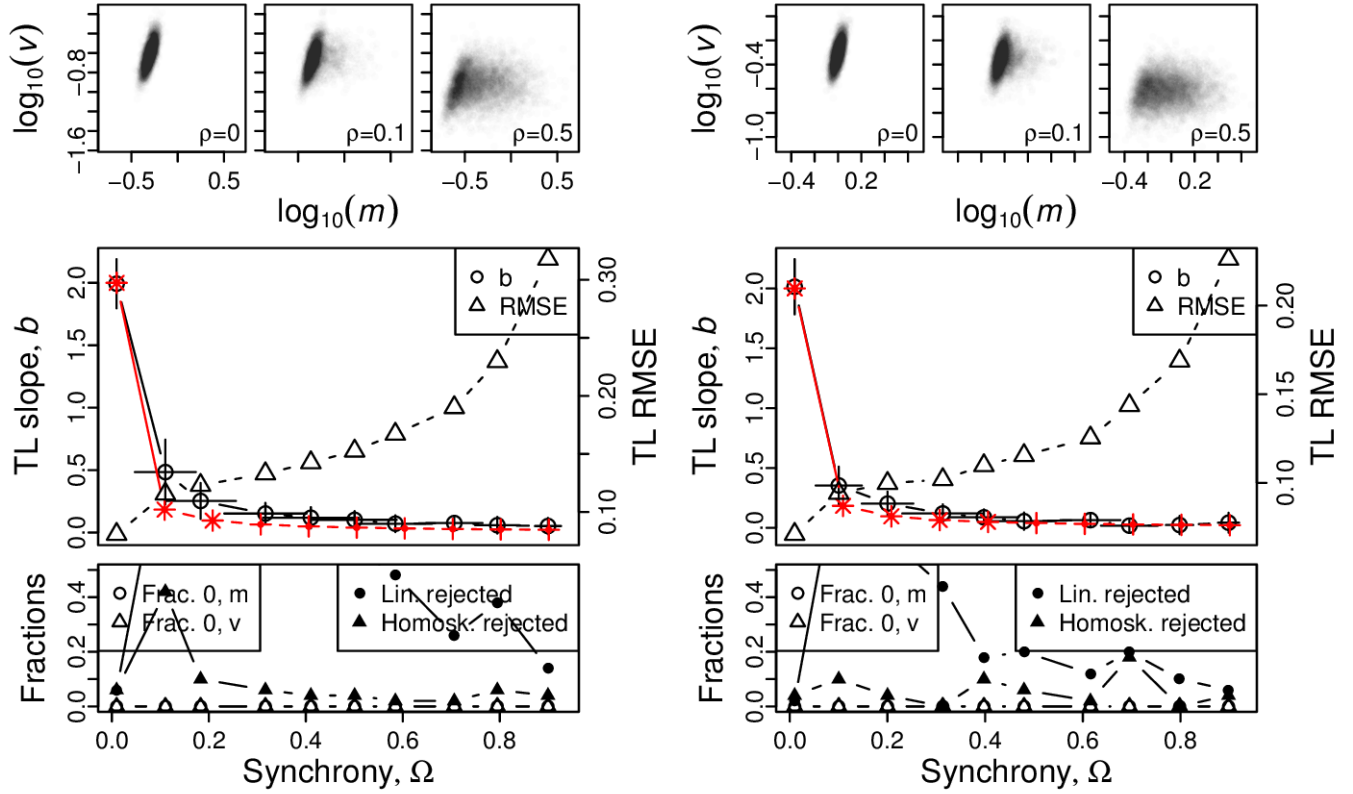 log10(v)
−1.6
−0.8
ρ=0
ρ=0.1
ρ=0.5
−0.5
0.5
−0.5
0.5
log10(m)
log10(v)
−1.0
−0.4
ρ=0
ρ=0.1
ρ=0.5
−0.4
0.2
−0.4
0.2
log10(m)
TL slope, b
0.0
0.5
1.0
1.5
2.0
b
RMSE
0.10
0.20
0.30
TL RMSE
TL slope, b
0.0
0.5
1.0
1.5
2.0
b
RMSE
0.10
0.15
0.20
TL RMSE
Fractions
0.0
0.2
0.4
Frac. 0, m
Frac. 0, v
Lin. rejected
Homosk. rejected
0.0
0.2
0.4
0.6
0.8
Synchrony, Ω
Fractions
0.0
0.2
0.4
Frac. 0, m
Frac. 0, v
Lin. rejected
Homosk. rejected
0.0
0.2
0.4
0.6
0.8
Synchrony, Ω